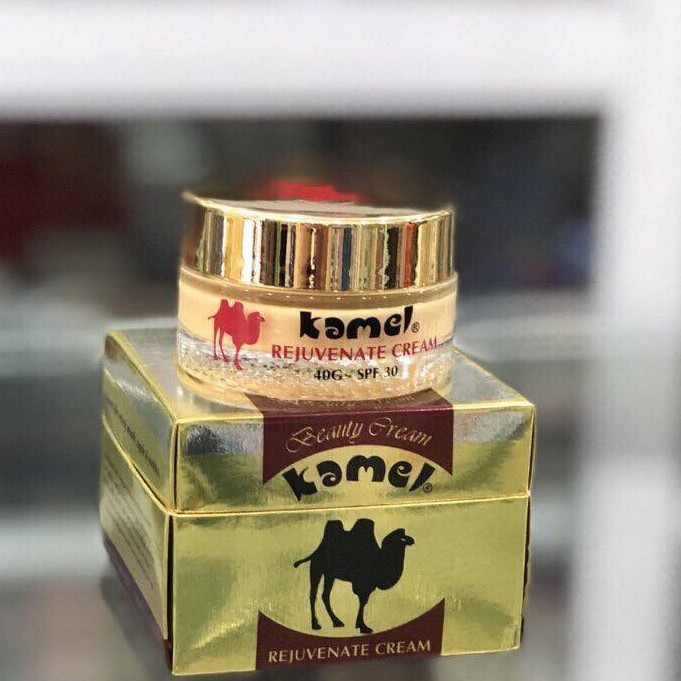 kamel®
REJUVENATE CREAM
40G~ SPF 30
Beauty Cream
kamel®
REJUVENATE CREAM